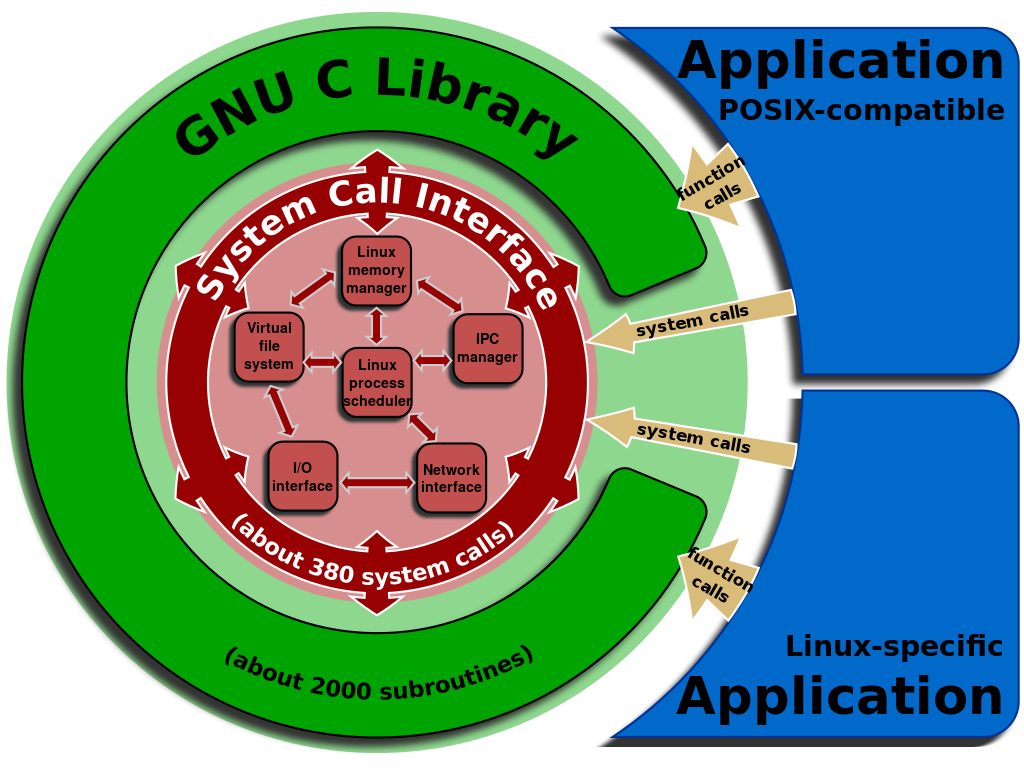 GNU C Library
System Call Interface
Linux
memory
manager
Virtual
file
system
IPC
manager
Linux
process
scheduler
I/O
interface
Network
interface
(about 380 system calls)
(about 2000 subroutines)
Application
POSIX-compatible
function
calls
system calls
system calls
function
calls
Linux-specific
Application